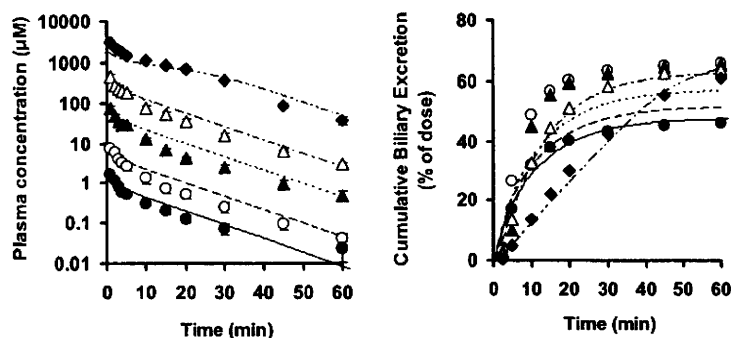 Plasma concentration (µM)
10000
1000
100
10
1
0.1
0.01
0 10 20 30 40 50 60
Time (min)
Cumulative Biliary Excretion
(% of dose)
80
60
40
20
0
0 10 20 30 40 50 60
Time (min)